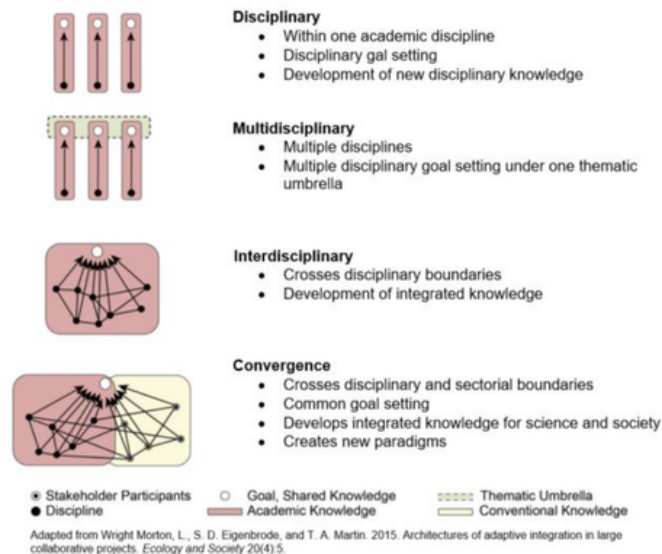 Disciplinary
• Within one academic discipline
• Disciplinary gal setting
• Development of new disciplinary knowledge
Multidisciplinary
• Multiple disciplines
• Multiple disciplinary goal setting under one thematic
umbrella
Interdisciplinary
• Crosses disciplinary boundaries
• Development of integrated knowledge
Convergence
• Crosses disciplinary and sectorial boundaries
• Common goal setting
• Develops integrated knowledge for science and society
• Creates new paradigms
Stakeholder Participants Goal, Shared Knowledge Thematic Umbrella
Discipline Academic Knowledge Conventional Knowledge
Adapted from Wright Morton, L., S. D. Eigenbrode, and T. A. Martin. 2015. Architectures of adaptive integration in large
collaborative projects. Ecology and Society 20(4):5.